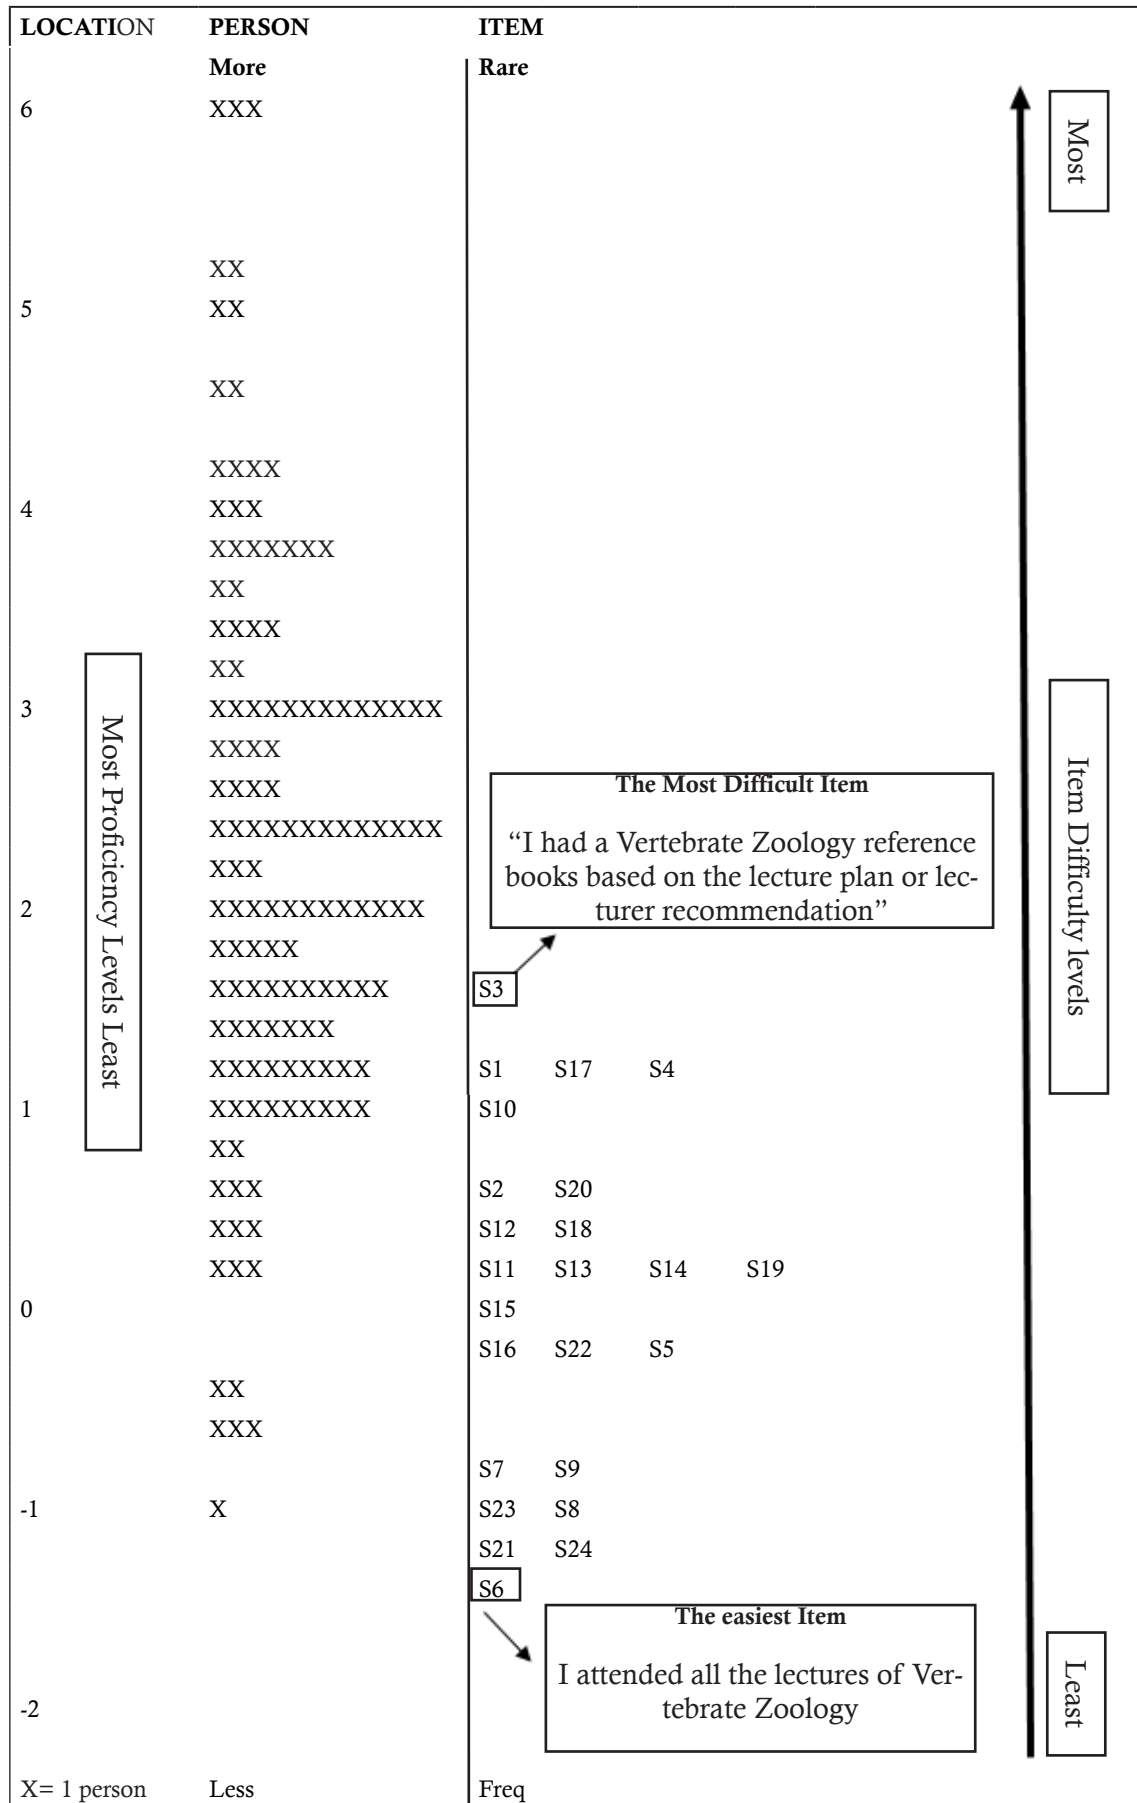 LOCATION PERSON ITEM
More Rare
6 XXX
Most
XX
5 XX
XX
XXXX
4 XXX
XXXXXXX
XX
XXXX
XX
3 XXXXXXXXXXXXX
Most Proficiency Levels Least
Item Difficulty levels
XXXX
XXXX
The Most Difficult Item
XXXXXXXXXXXXX
"I had a Vertebrate Zoology reference
books based on the lecture plan or lec-
turer recommendation"
XXX
2 XXXXXXXXXXXX
XXXXX
XXXXXXXXXX S3
XXXXXXX
XXXXXXXXX S1 S17 S4
1 XXXXXXXXX S10
XX
XXX S2 S20
XXX S12 S18
XXX S11 S13 S14 S19
0 S15
S16 S22 S5
XX
XXX
S7 S9
-1 X S23 S8
S21 S24
S6
The easiest Item
I attended all the lectures of Ver-
tebrate Zoology
Least
-2
X= 1 person Less Freq